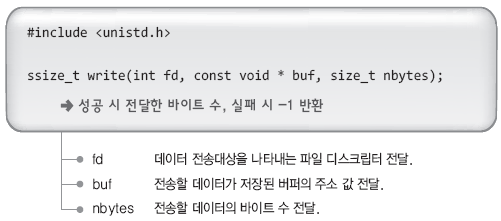 #include <unistd.h>
ssize_t write(int fd, const void * buf, size_t nbytes);
➔ 성공 시 전달한 바이트 수, 실패 시 -1 반환
fd 데이터 전송대상을 나타내는 파일 디스크립터 전달.
buf 전송할 데이터가 저장된 버퍼의 주소 값 전달.
nbytes 전송할 데이터의 바이트 수 전달.